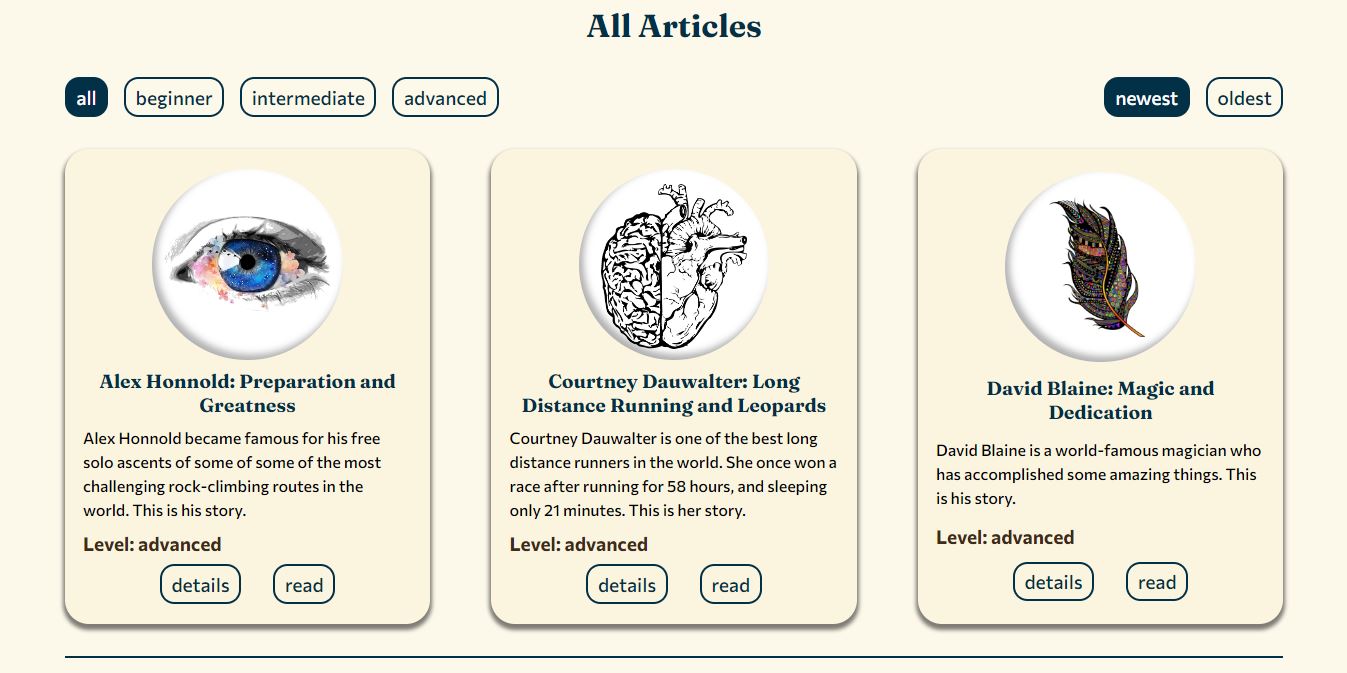 All Articles
all
beginner
intermediate
advanced
newest
oldest
Alex Honnold: Preparation and
Greatness
Alex Honnold became famous for his free
solo ascents of some of some of the most
challenging rock-climbing routes in the
world. This is his story.
Level: advanced
details
read
Courtney Dauwalter: Long
Distance Running and Leopards
Courtney Dauwalter is one of the best long
distance runners in the world. She once won a
race after running for 58 hours, and sleeping
only 21 minutes. This is her story.
Level: advanced
details
read
David Blaine: Magic and
Dedication
David Blaine is a world-famous magician who
has accomplished some amazing things. This
is his story.
Level: advanced
details
read